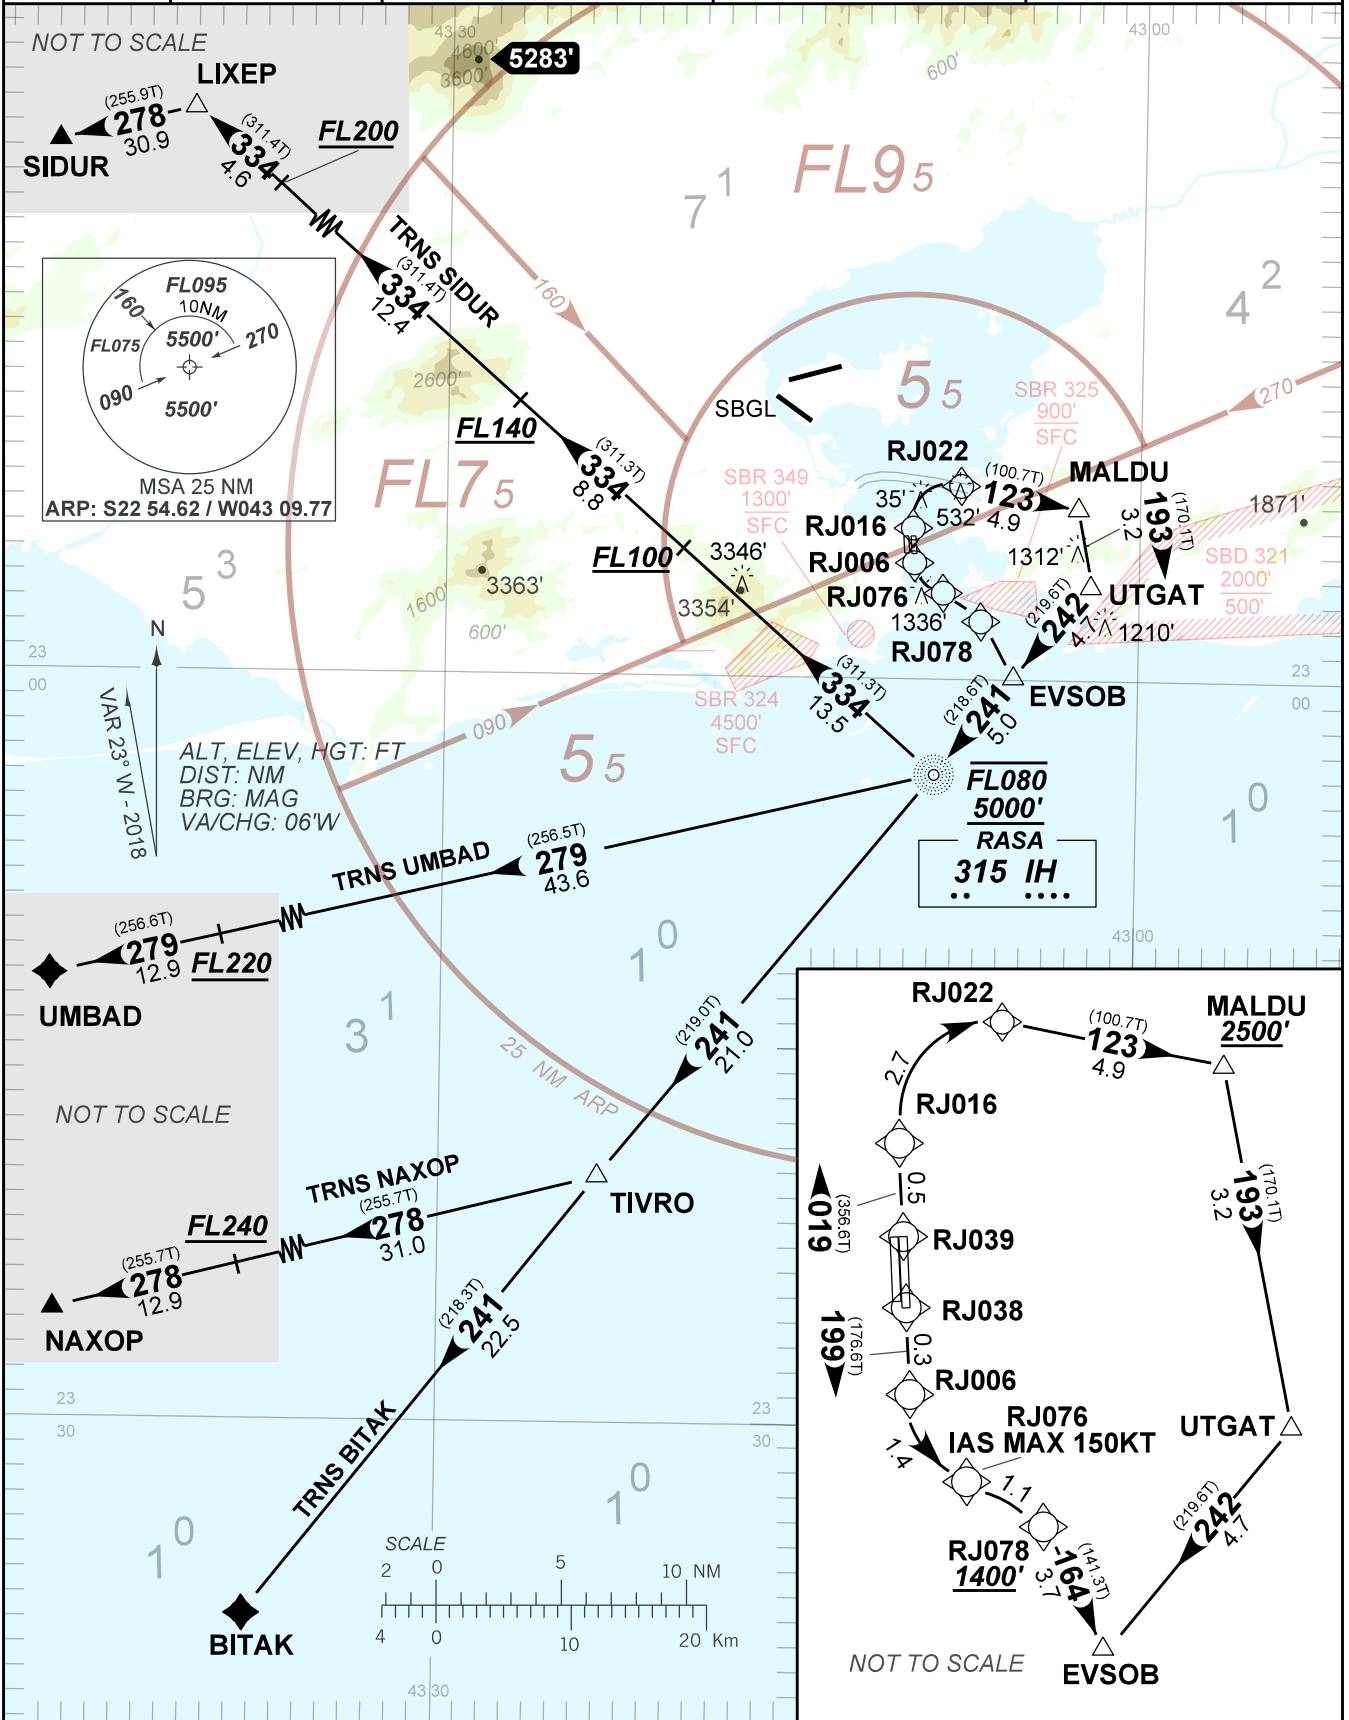 NOT TO SCALE
LIXEP
(255.9T)
278
30.9
SIDUR
(311.4T)
334
4.6
FL200
43 30
4600'
3600'
5283'
600'
43 00
FL9 5
7 1
4 2
TRNS SIDUR
(311.4T)
334
12.4
160
FL095
10NM
160
5500'
270
FL075
090
5500'
MSA 25 NM
ARP: S22 54.62 / W043 09.77
2600'
FL140
(311.3T)
334
8.8
FL7 5
SBGL
5 5
SBR 325
900'
SFC
270
SBR 349
1300'
SFC
RJ022
(100.7T)
123
4.9
MALDU
35'
532'
RJ016
RJ006
RJ076
1336'
RJ078
(170.1T)
193
3.2
1312'
1871'
SBD 321
2000'
500'
UTGAT
1210'
(219.6T)
242
4.7
EVSOB
FL100
3346'
3354'
3363'
1600'
600'
5 3
N
VAR 23° W - 2018
23
00
23
00
ALT, ELEV, HGT: FT
DIST: NM
BRG: MAG
VA/CHG: 06'W
090
5 5
SBR 324
4500'
SFC
(311.3T)
334
13.5
(218.6T)
241
5.0
FL080
5000'
RASA
315 IH
1 0
(256.5T)
279
43.6
TRNS UMBAD
(256.6T)
279
12.9
FL220
UMBAD
1 0
43 00
3 1
(219.0T)
241
21.0
25 NM ARP
NOT TO SCALE
TRNS NAXOP
(255.7T)
278
31.0
FL240
(255.7T)
278
12.9
NAXOP
TIVRO
(218.3T)
241
22.5
23
30
23
30
TRNS BITAK
BITAK
1 0
1 0
SCALE
2 0 5 10 NM
4 0 10 20 Km
43 30
RJ022
(100.7T)
123
4.9
MALDU
2500'
2.7
RJ016
(356.6T)
019
0.5
RJ039
RJ038
(176.6T)
199
0.3
RJ006
1.4
RJ076
IAS MAX 150KT
1.1
RJ078
1400'
(141.3T)
164
3.7
EVSOB
(170.1T)
193
3.2
UTGAT
(219.6T)
242
4.7
NOT TO SCALE